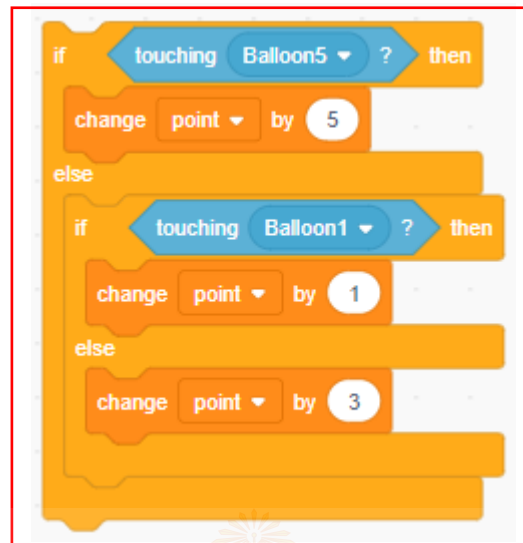 if touching Balloon5 ? then
change point by 5
else
if touching Balloon1 ? then
change point by 1
else
change point by 3